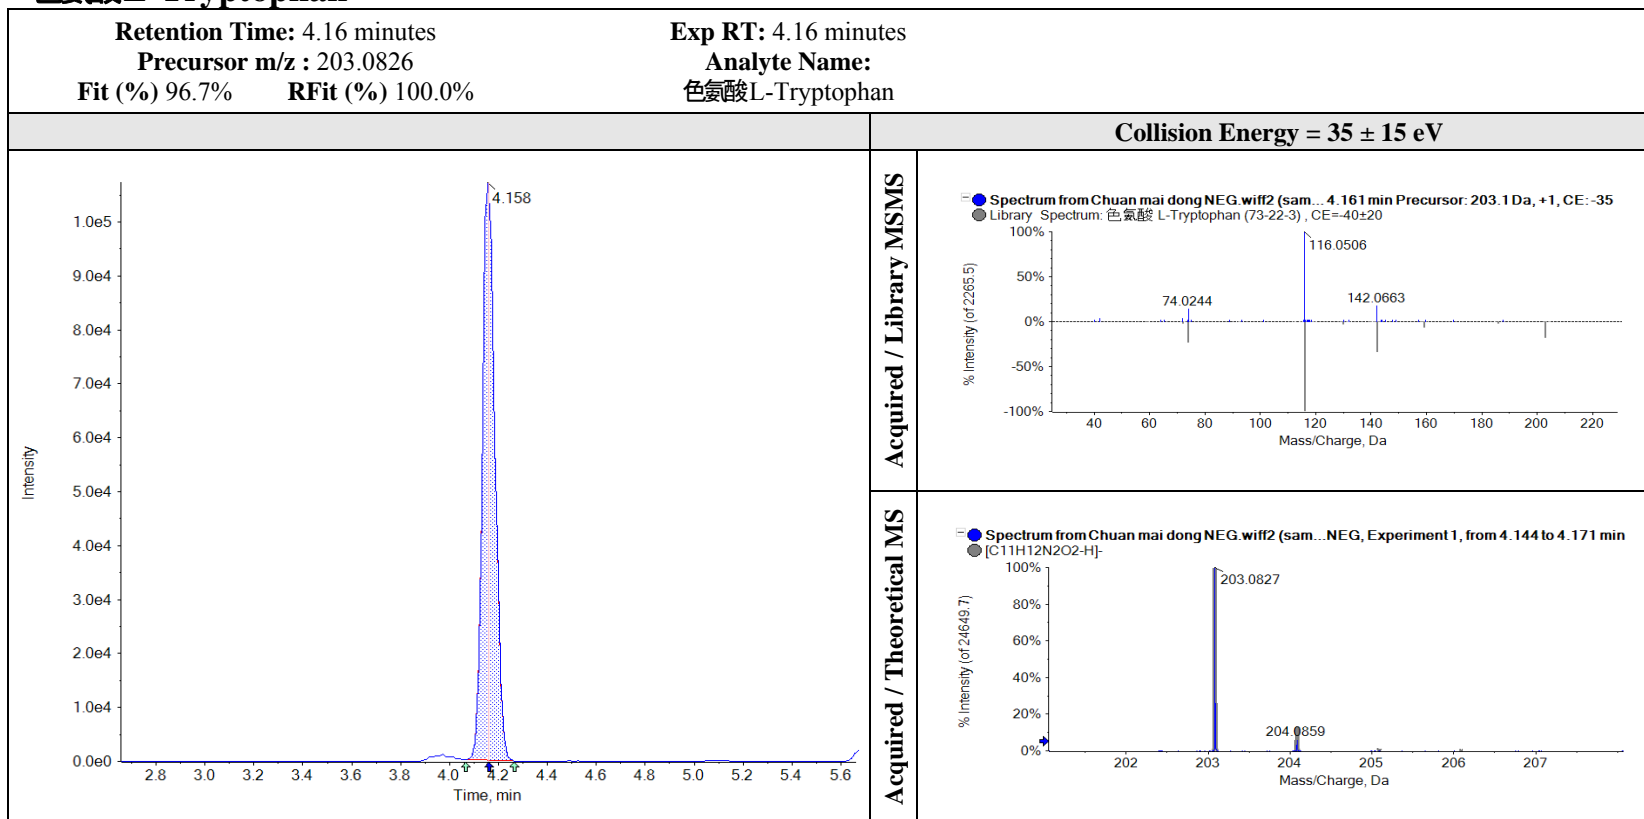 色氨酸L-Tryptophan
Retention Time: 4.16 minutes
Precursor m/z : 203.0826
Fit (%) 96.7% RFit (%) 100.0%
Exp RT: 4.16 minutes
Analyte Name:
色氨酸L-Tryptophan
Collision Energy = 35 ± 15 eV
Intensity
1.0e5
9.0e4
8.0e4
7.0e4
6.0e4
5.0e4
4.0e4
3.0e4
2.0e4
1.0e4
0.0e0
4.158
2.8 3.0 3.2 3.4 3.6 3.8 4.0 4.2 4.4 4.6 4.8 5.0 5.2 5.4 5.6
Time, min
Acquired / Library MSMS
Spectrum from Chuan mai dong NEG.wiff2 (sam... 4.161 min Precursor: 203.1 Da, +1, CE: -35
Library Spectrum: 色氨酸 L-Tryptophan (73-22-3) , CE=-40±20
% Intensity (of 2265.5)
100%
50%
0%
-50%
-100%
74.0244
116.0506
142.0663
40 60 80 100 120 140 160 180 200 220
Mass/Charge, Da
Acquired / Theoretical MS
Spectrum from Chuan mai dong NEG.wiff2 (sam...NEG, Experiment 1, from 4.144 to 4.171 min
[C11H12N2O2-H]-
% Intensity (of 24649.7)
100%
80%
60%
40%
20%
0%
203.0827
204.0859
202 203 204 205 206 207
Mass/Charge, Da